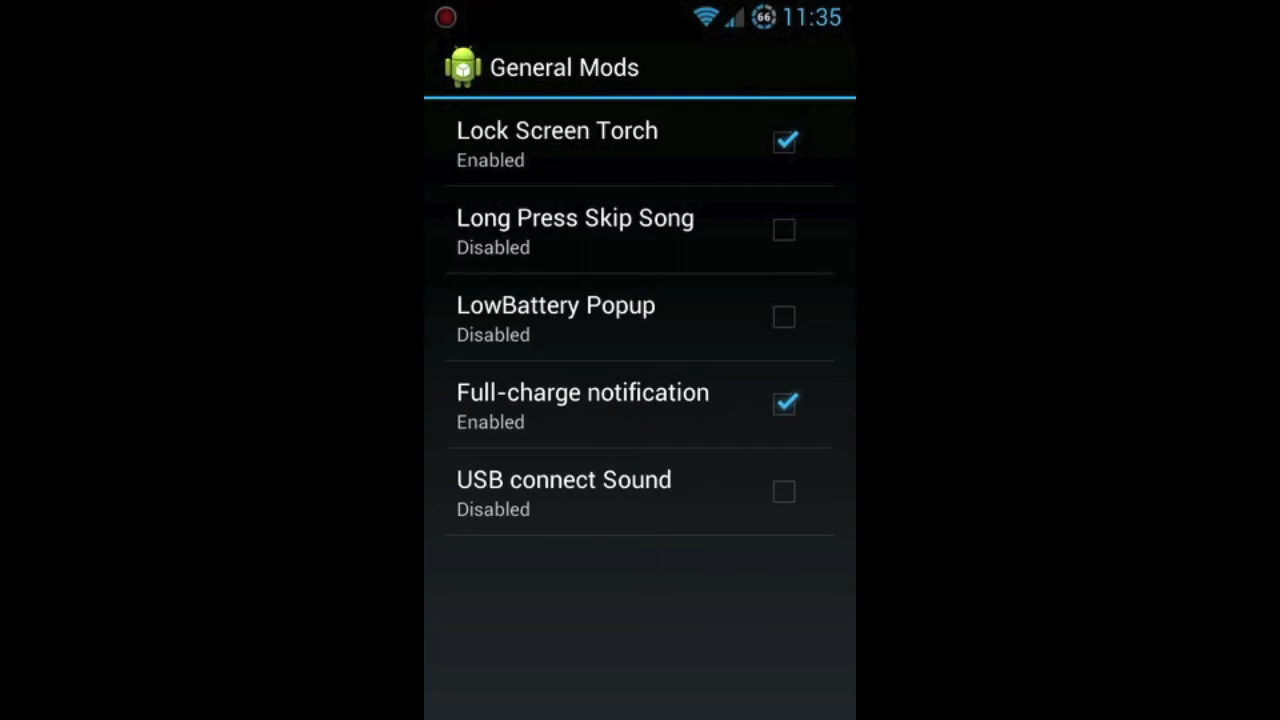 66 11:35
General Mods
Lock Screen Torch
Enabled
Long Press Skip Song
Disabled
LowBattery Popup
Disabled
Full-charge notification
Enabled
USB connect Sound
Disabled